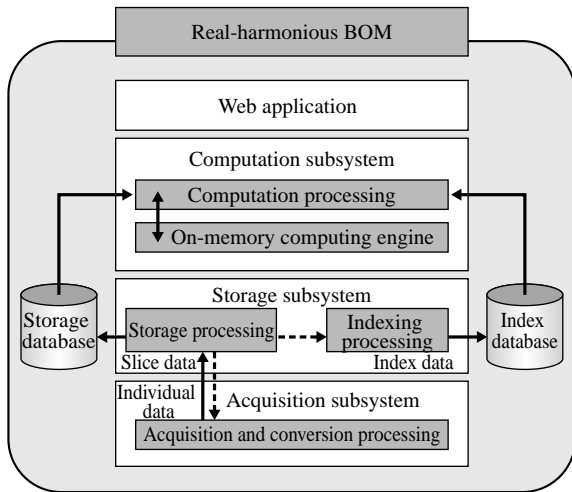 Real-harmonious BOM
Web application
Computation subsystem
Computation processing
On-memory computing engine
Storage subsystem
Storage
database
Storage processing
Indexing
processing
Index
database
Slice data
Index data
Individual
data
Acquisition subsystem
Acquisition and conversion processing